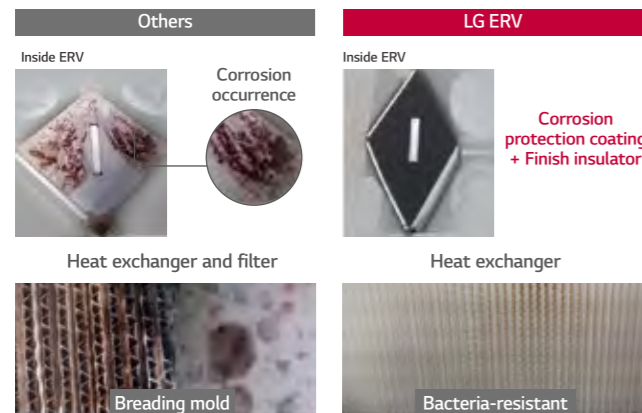 Others
Inside ERV
Corrosion
occurrence
Heat exchanger and filter
Breading mold
LG ERV
Inside ERV
Corrosion
protection coating
+ Finish insulator
Heat exchanger
Bacteria-resistant